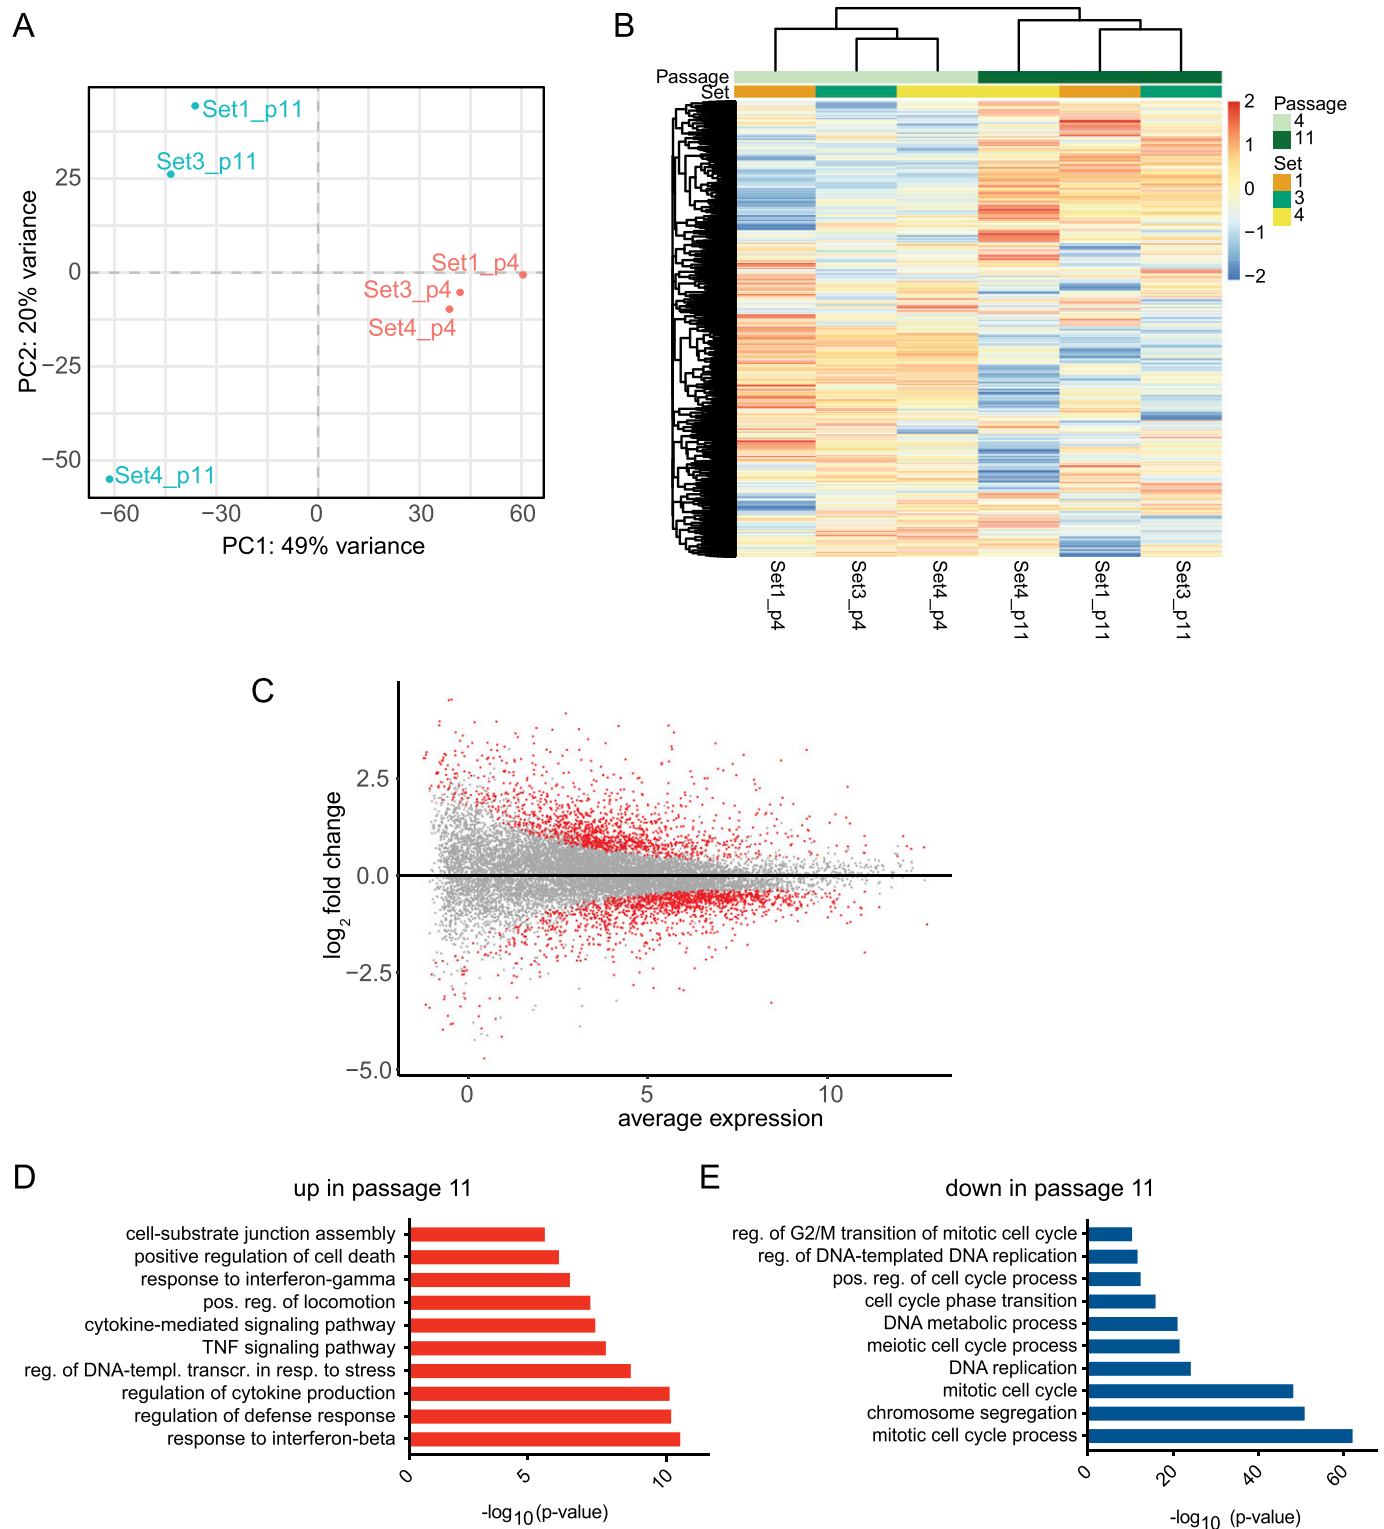 A
Set1_p11
Set3_p11
Set1_p4
Set3_p4
Set4_p4
Set4_p11
25
0
−25
−50
PC2: 20% variance
−60
−30
0
30
60
PC1: 49% variance
B
Passage
Set
2
1
0
−1
−2
Passage
4
11
Set
1
3
4
Set1_p4
Set3_p4
Set4_p4
Set4_p11
Set1_p11
Set3_p11
C
2.5
0.0
−2.5
−5.0
log2 fold change
0
5
10
average expression
D
up in passage 11
cell-substrate junction assembly
positive regulation of cell death
response to interferon-gamma
pos. reg. of locomotion
cytokine-mediated signaling pathway
TNF signaling pathway
reg. of DNA-templ. transcr. in resp. to stress
regulation of cytokine production
regulation of defense response
response to interferon-beta
0
5
10
-log10(p-value)
E
down in passage 11
reg. of G2/M transition of mitotic cell cycle
reg. of DNA-templated DNA replication
pos. reg. of cell cycle process
cell cycle phase transition
DNA metabolic process
meiotic cell cycle process
DNA replication
mitotic cell cycle
chromosome segregation
mitotic cell cycle process
0
20
40
60
-log10 (p-value)